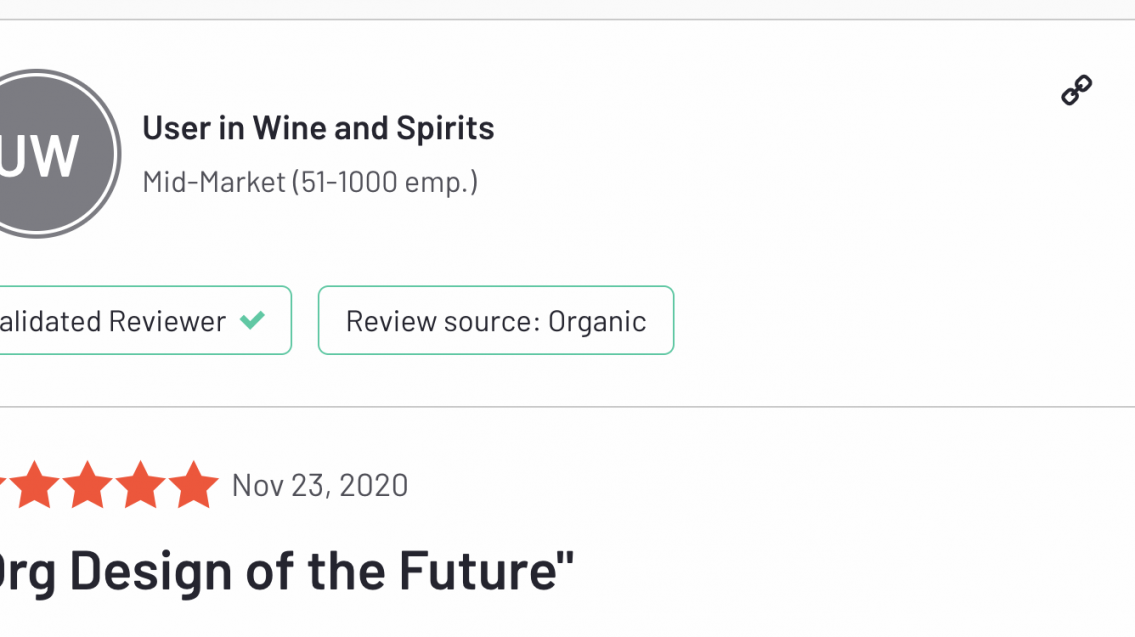 UW
User in Wine and Spirits
Mid-Market (51-1000 emp.)
alidated Reviewer
Review source: Organic
Nov 23, 2020
Org Design of the Future"